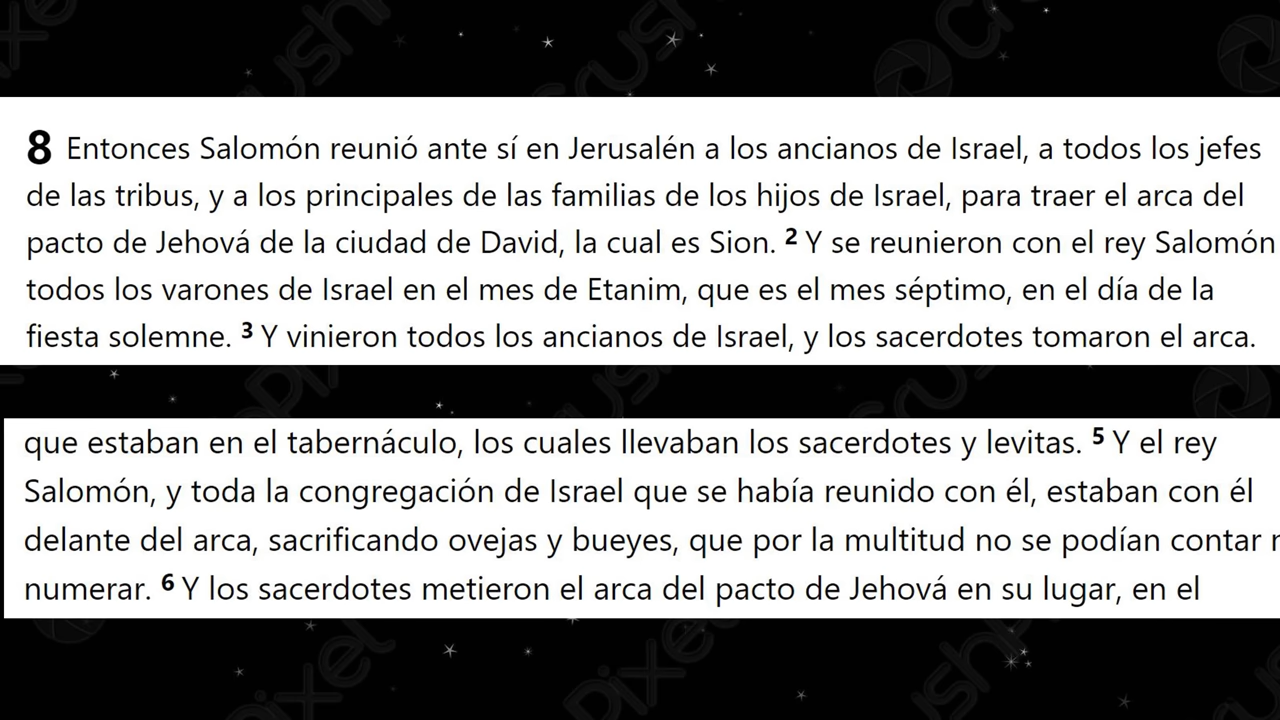 8 Entonces Salomón reunió ante sí en Jerusalén a los ancianos de Israel, a todos los jefes
de las tribus, y a los principales de las familias de los hijos de Israel, para traer el arca del
pacto de Jehová de la ciudad de David, la cual es Sion. 2 Y se reunieron con el rey Salomón
todos los varones de Israel en el mes de Etanim, que es el mes séptimo, en el día de la
fiesta solemne. 3 Y vinieron todos los ancianos de Israel, y los sacerdotes tomaron el arca.
que estaban en el tabernáculo, los cuales llevaban los sacerdotes y levitas. 5 Y el rey
Salomón, y toda la congregación de Israel que se había reunido con él, estaban con él
delante del arca, sacrificando ovejas y bueyes, que por la multitud no se podían contar
numerar. 6 Y los sacerdotes metieron el arca del pacto de Jehová en su lugar, en el